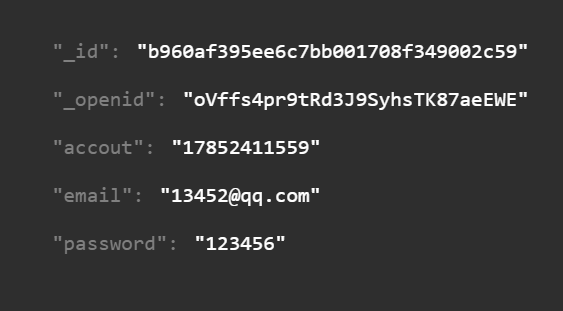 "_id": "b960af395ee6c7bb001708f349002c59"
"_openid": "oVffs4pr9tRd3J9SyhsTK87aeEWE"
"accout": "17852411559"
"email": "13452@qq.com"
"password": "123456"